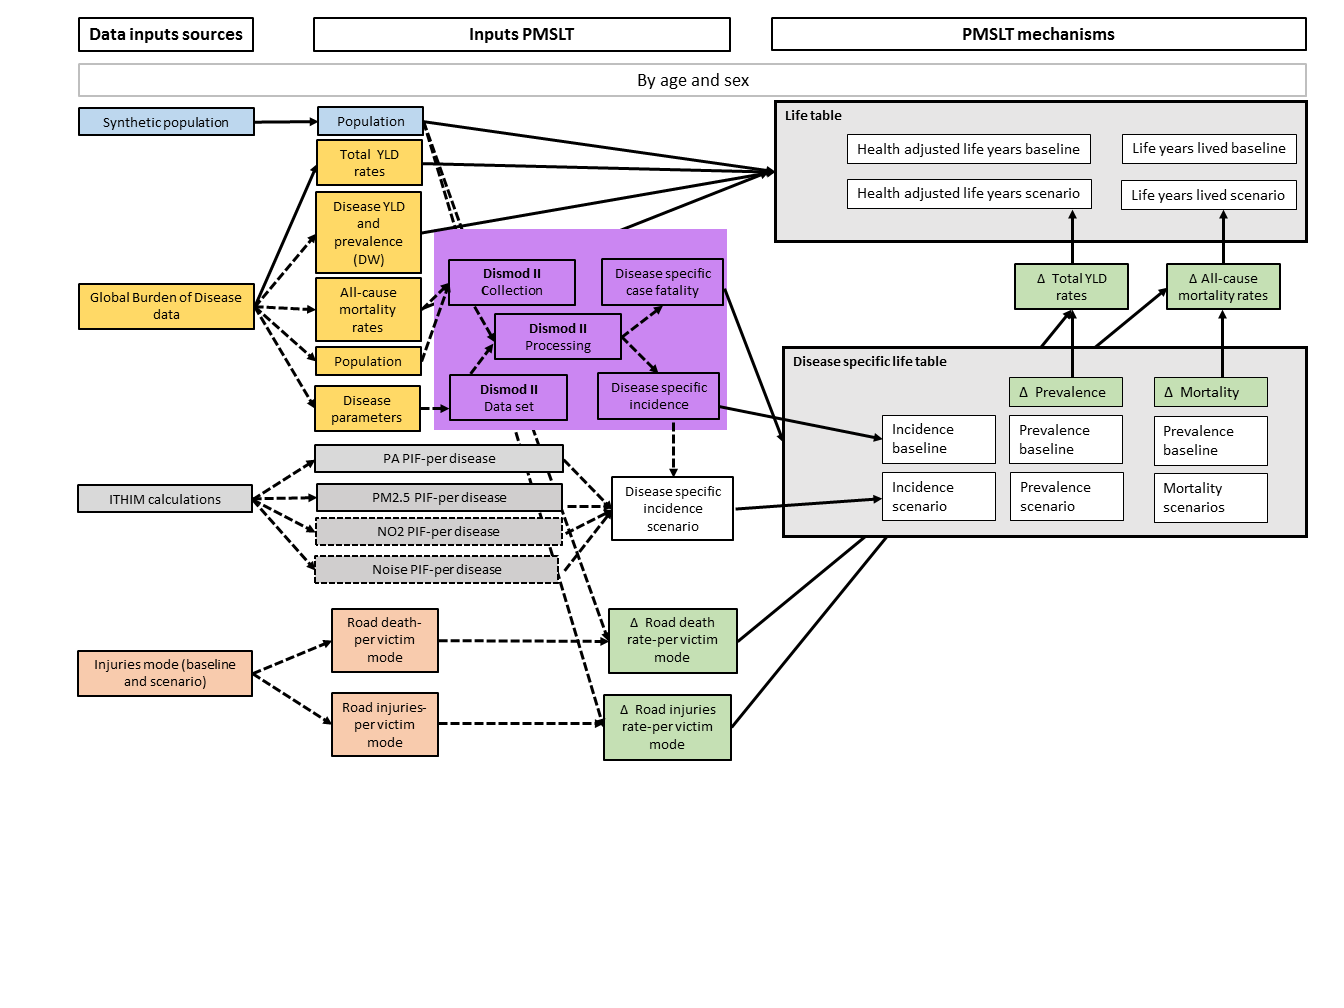 Data inputs sources
Inputs PMSLT
PMSLT mechanisms
By age and sex
Synthetic population
Population
Total YLD
rates
Disease YLD
and
prevalence
(DW)
Global Burden of Disease
data
All-cause
mortality
rates
Population
Disease
parameters
Dismod II
Collection
Disease specific
case fatality
Dismod II
Processing
Dismod II
Data set
Disease specific
incidence
Life table
Health adjusted life years baseline
Life years lived baseline
Health adjusted life years scenario
Life years lived scenario
Δ Total YLD
rates
Δ All-cause
mortality rates
Disease specific life table
Δ Prevalence
Δ Mortality
Incidence
baseline
Prevalence
baseline
Prevalence
baseline
Incidence
scenario
Prevalence
scenario
Mortality
scenarios
ITHIM calculations
PA PIF-per disease
PM2.5 PIF-per disease
NO2 PIF-per disease
Noise PIF-per disease
Disease specific
incidence
scenario
Injuries mode (baseline
and scenario)
Road death-
per victim
mode
Road injuries-
per victim
mode
Δ Road death
rate-per victim
mode
Δ Road injuries
rate-per victim
mode